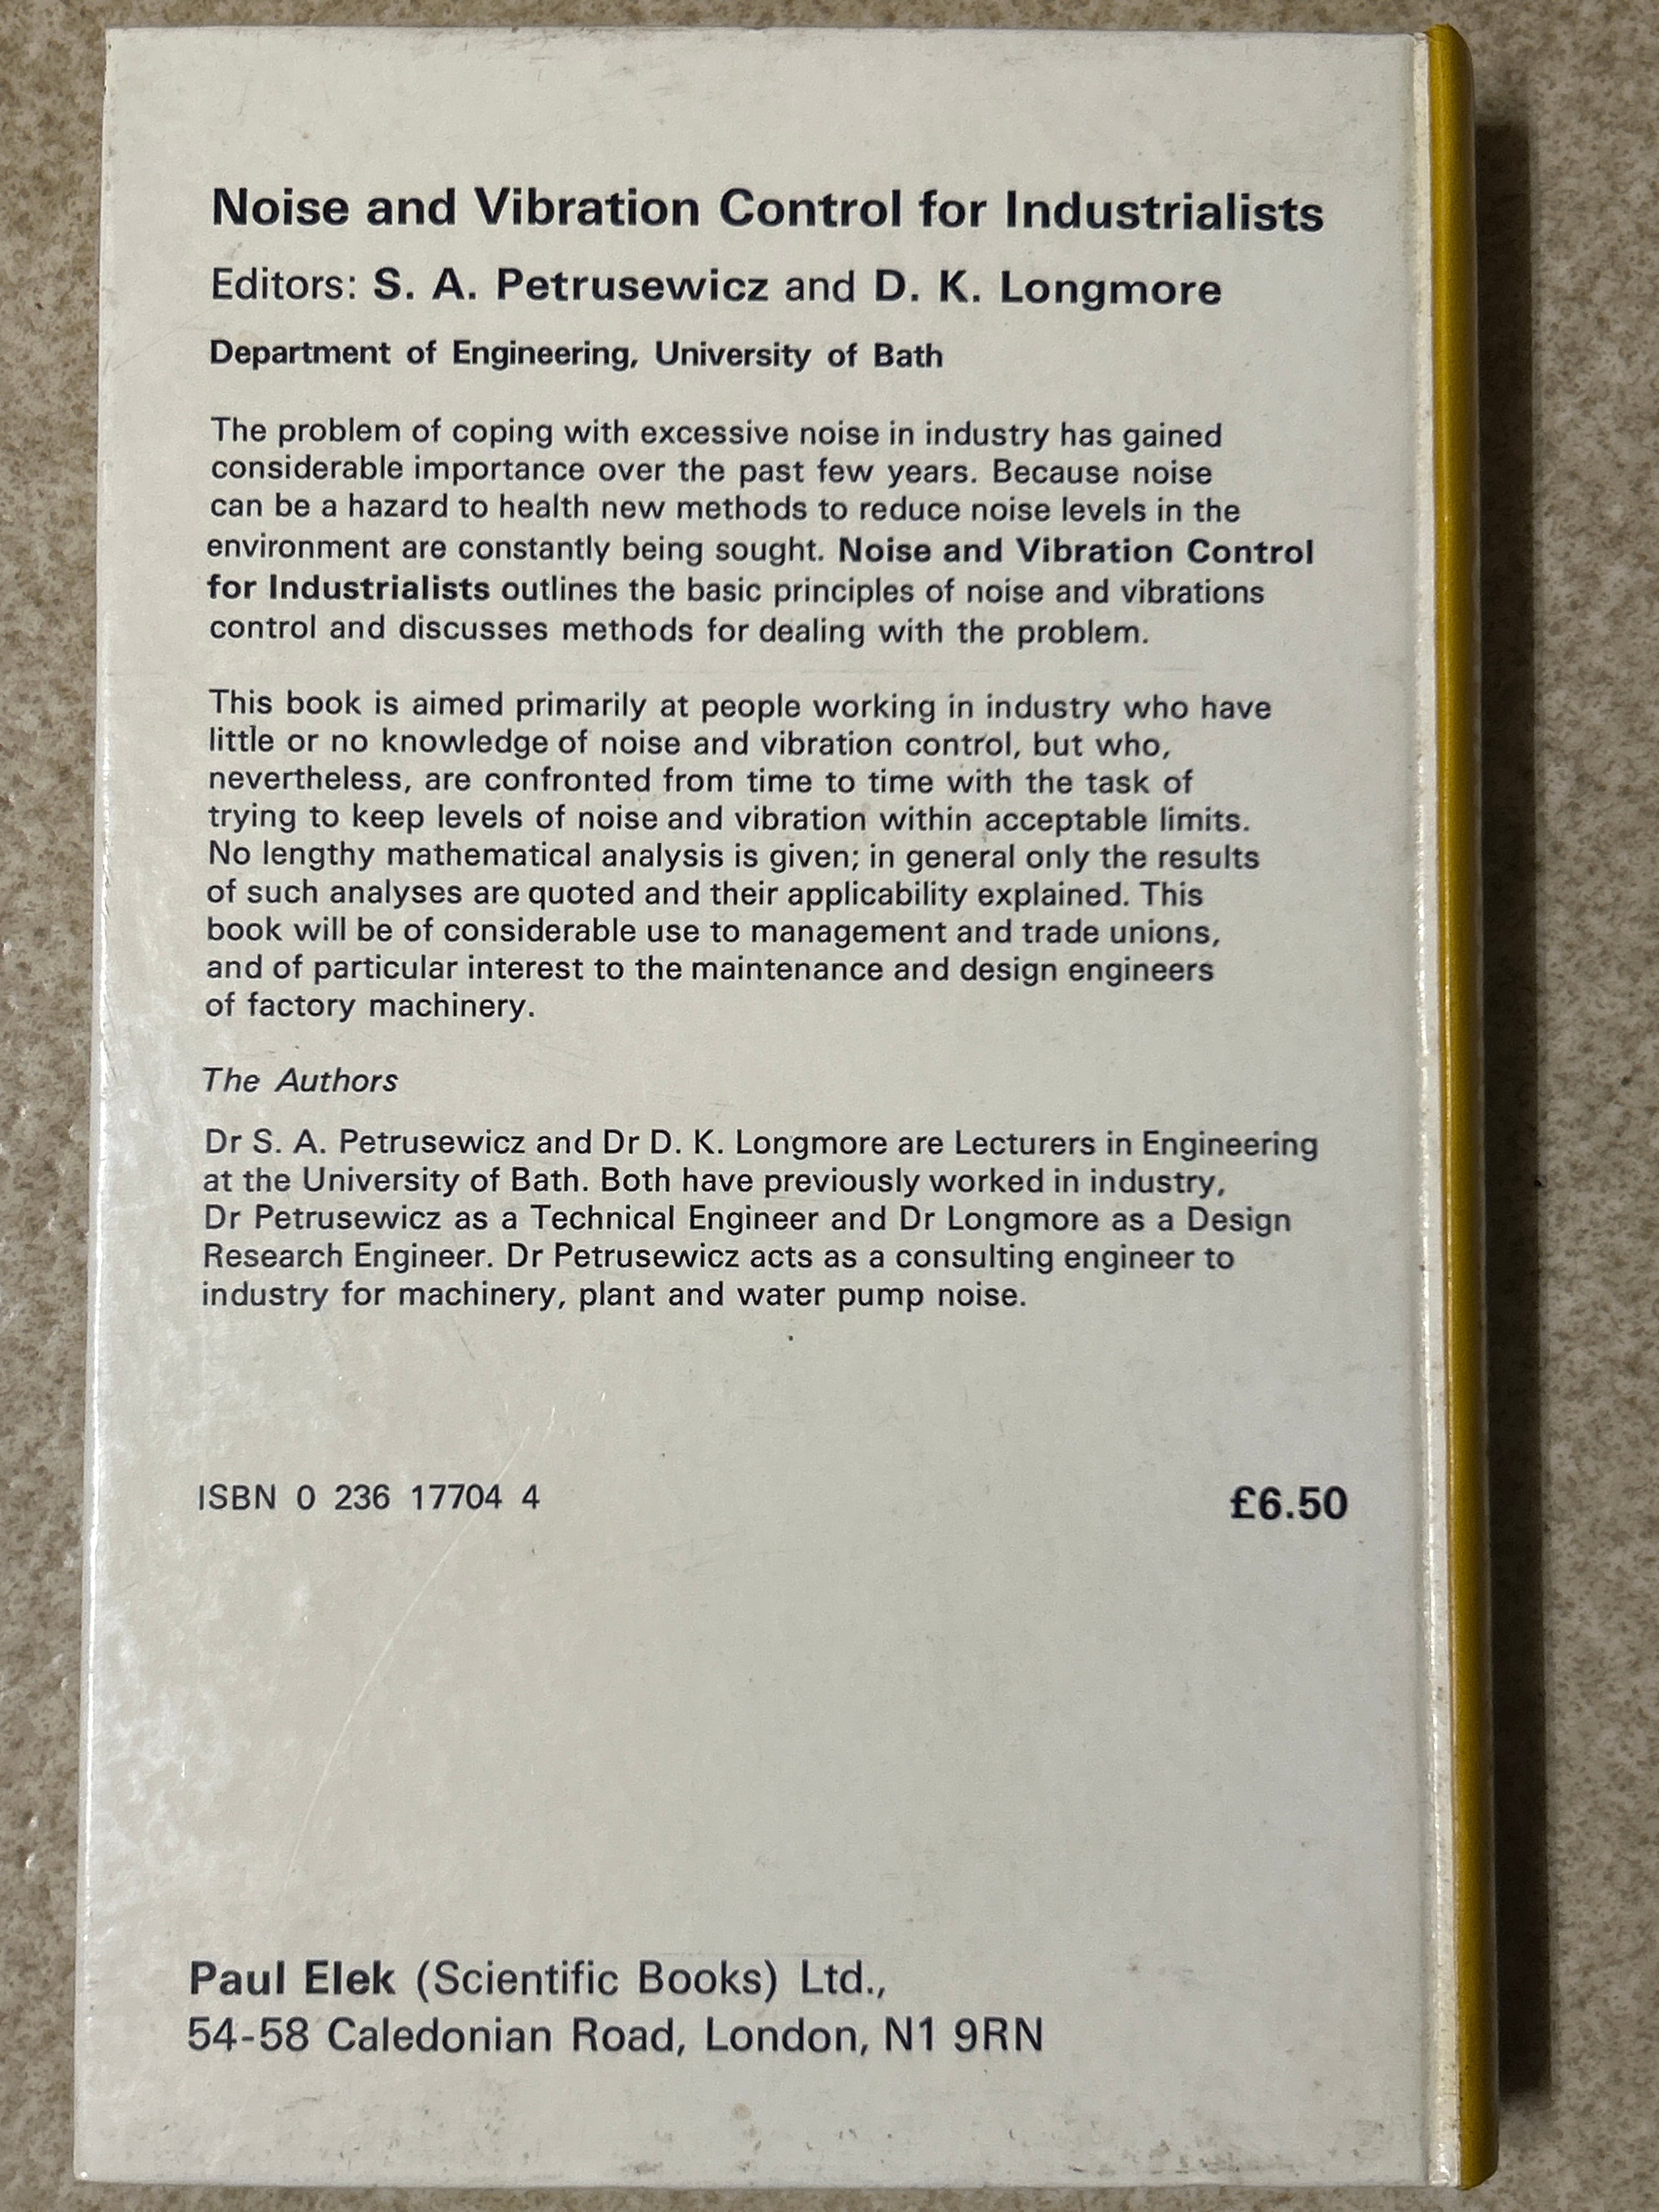 Noise and Vibration Control for Industrialists
Editors: S. A. Petrusewicz and D. K. Longmore
Department of Engineering, University of Bath
The problem of coping with excessive noise in industry has gained
considerable importance over the past few years. Because noise
can be a hazard to health new methods to reduce noise levels in the
environment are constantly being sought. Noise and Vibration Control
for Industrialists outlines the basic principles of noise and vibrations
control and discusses methods for dealing with the problem.
This book is aimed primarily at people working in industry who have
little or no knowledge of noise and vibration control, but who,
nevertheless, are confronted from time to time with the task of
trying to keep levels of noise and vibration within acceptable limits.
No lengthy mathematical analysis is given; in general only the results
of such analyses are quoted and their applicability explained. This
book will be of considerable use to management and trade unions,
and of particular interest to the maintenance and design engineers
of factory machinery.
The Authors
Dr S. A. Petrusewicz and Dr D. K. Longmore are Lecturers in Engineering
at the University of Bath. Both have previously worked in industry,
Dr Petrusewicz as a Technical Engineer and Dr Longmore as a Design
Research Engineer. Dr Petrusewicz acts as a consulting engineer to
industry for machinery, plant and water pump noise.
ISBN 0 236 17704 4
£6.50
Paul Elek (Scientific Books) Ltd.,
54-58 Caledonian Road, London, N1 9RN